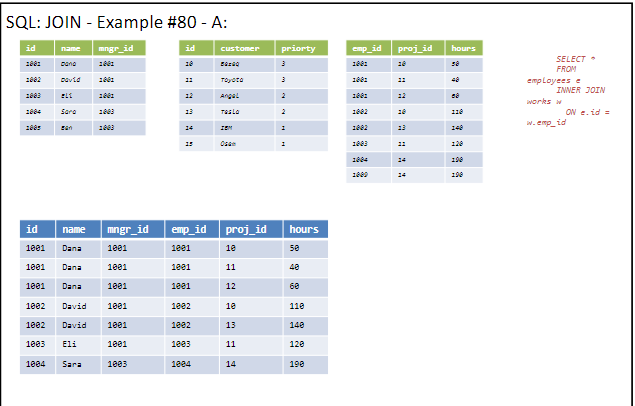 SQL: JOIN - Example #80 - A:
id name mngr_id
1001 Dana 1001
1002 David 1001
1003 Eli 1001
1004 Sara 1003
1005 Ben 1003
id customer priorty
10 Bezeq 3
11 Toyota 3
12 Angel 2
13 Tesla 2
14 IBM 1
15 Osem 1
emp_id proj_id hours
1001 10 50
1001 11 40
1001 12 60
1002 10 110
1002 13 140
1003 11 120
1004 14 190
1009 14 190
SELECT *
FROM
employees e
INNER JOIN
works w
ON e.id =
w.emp_id
id name mngr_id emp_id proj_id hours
1001 Dana 1001 1001 10 50
1001 Dana 1001 1001 11 40
1001 Dana 1001 1001 12 60
1002 David 1001 1002 10 110
1002 David 1001 1002 13 140
1003 Eli 1001 1003 11 120
1004 Sara 1003 1004 14 190